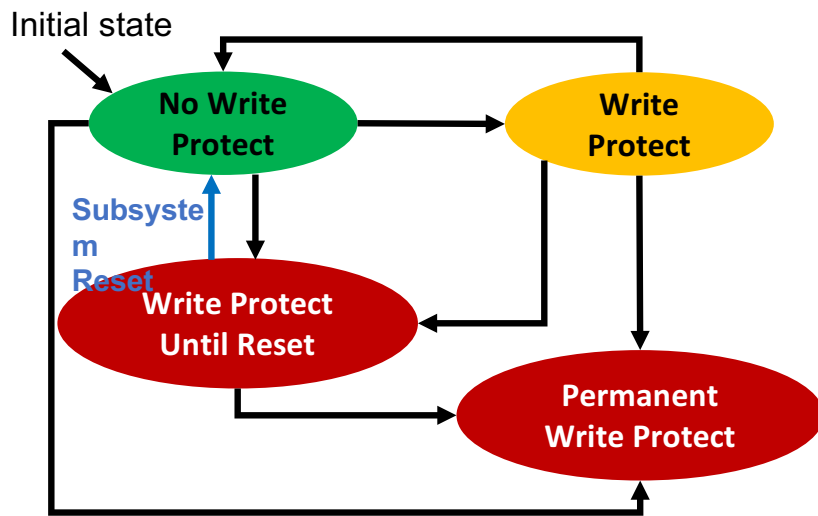 Initial state
No Write
Protect
Write
Protect
Subsyste
m
Reset
Write Protect
Until Reset
Permanent
Write Protect